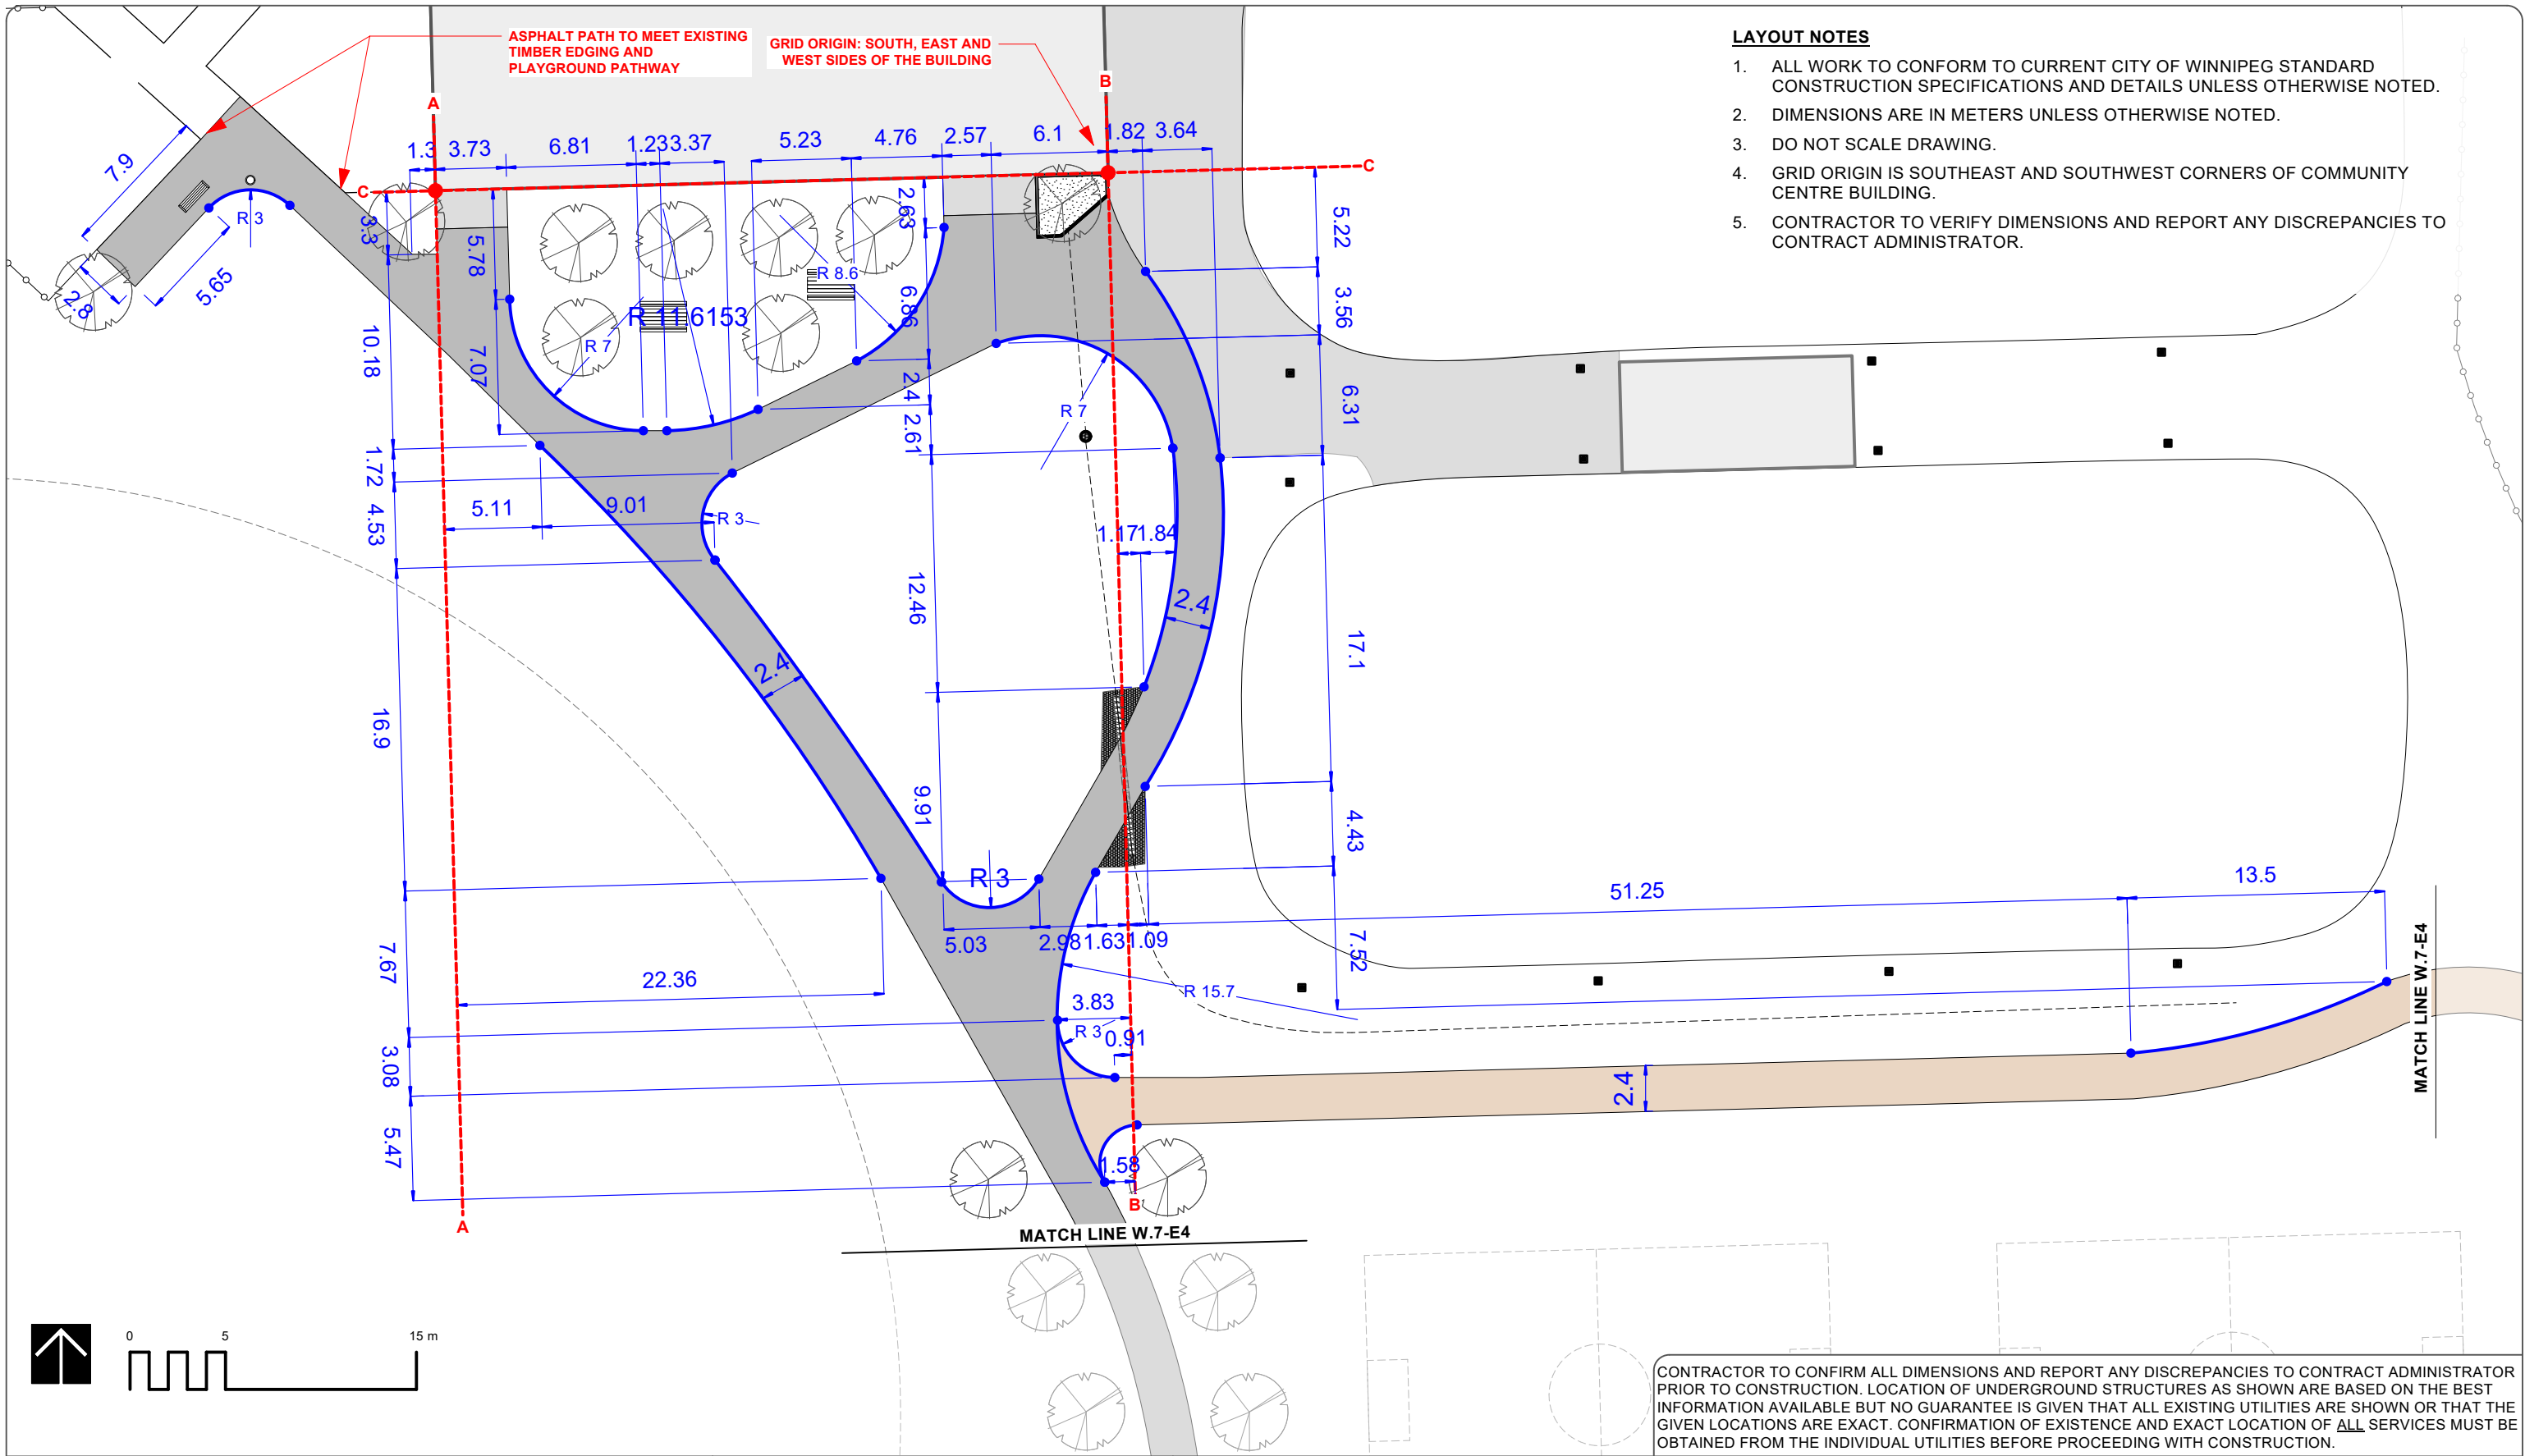 ASPHALT PATH TO MEET EXISTING
TIMBER EDGING AND
PLAYGROUND PATHWAY
GRID ORIGIN: SOUTH, EAST AND
WEST SIDES OF THE BUILDING
LAYOUT NOTES
1. ALL WORK TO CONFORM TO CURRENT CITY OF WINNIPEG STANDARD
CONSTRUCTION SPECIFICATIONS AND DETAILS UNLESS OTHERWISE NOTED.
2. DIMENSIONS ARE IN METERS UNLESS OTHERWISE NOTED.
3. DO NOT SCALE DRAWING.
4. GRID ORIGIN IS SOUTHEAST AND SOUTHWEST CORNERS OF COMMUNITY
CENTRE BUILDING.
5. CONTRACTOR TO VERIFY DIMENSIONS AND REPORT ANY DISCREPANCIES TO
CONTRACT ADMINISTRATOR.
A
B
1.3 3.73 6.81 1.23 3.37 5.23 4.76 2.57 6.1 1.82 3.64
C
C
7.9
R 3
5.65
2.8
3.3
10.18
1.72
4.53
16.9
7.67
3.08
5.47
5.78
7.07
R 7
R 11.6153
R 8.6
2.63
6.86
2.4
2.61
12.46
9.91
5.22
3.56
6.31
17.1
4.43
7.52
R 7
5.11
9.01
R 3
1.17
1.84
2.4
2.4
R 3
5.03
2.98
1.63
1.09
51.25
13.5
22.36
3.83
R 3
0.91
R 15.7
2.4
1.58
A
B
MATCH LINE W.7-E4
MATCH LINE W.7-E4
0 5 15 m
CONTRACTOR TO CONFIRM ALL DIMENSIONS AND REPORT ANY DISCREPANCIES TO CONTRACT ADMINISTRATOR
PRIOR TO CONSTRUCTION. LOCATION OF UNDERGROUND STRUCTURES AS SHOWN ARE BASED ON THE BEST
INFORMATION AVAILABLE BUT NO GUARANTEE IS GIVEN THAT ALL EXISTING UTILITIES ARE SHOWN OR THAT THE
GIVEN LOCATIONS ARE EXACT. CONFIRMATION OF EXISTENCE AND EXACT LOCATION OF ALL SERVICES MUST BE
OBTAINED FROM THE INDIVIDUAL UTILITIES BEFORE PROCEEDING WITH CONSTRUCTION.